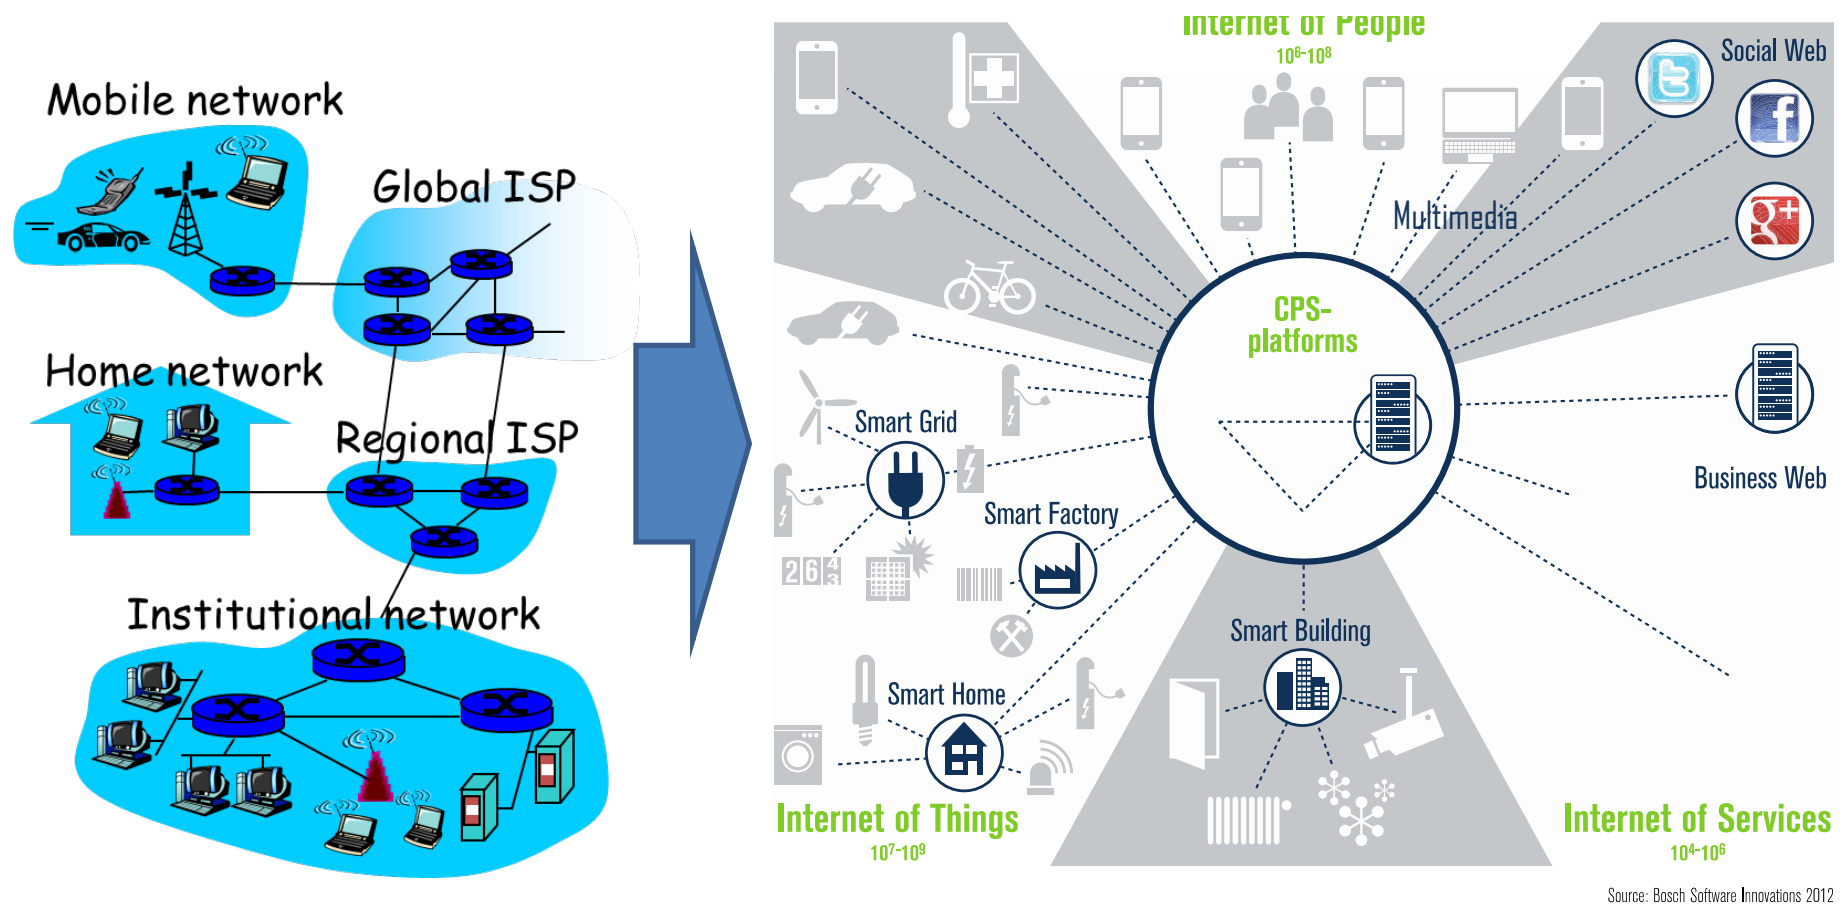 Mobile network
Global ISP
Home network
Regional ISP
Institutional network
Internet of People
10⁶-10⁸
Social Web
Multimedia
CPS-
platforms
Smart Grid
Smart Factory
264
3
Business Web
Smart Building
Smart Home
Internet of Things
10⁷-10⁹
Internet of Services
10⁴-10⁶
Source: Bosch Software Innovations 2012
t
f
g+